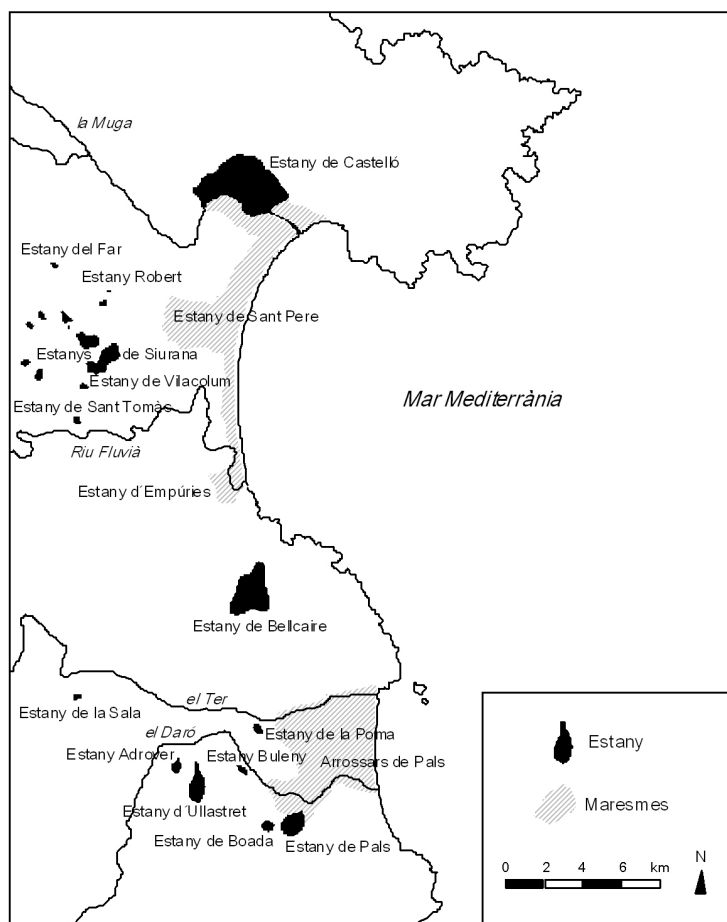 la Muga
Estany de Castelló
Estany del Far
Estany Robert
Estany de Sant Pere
Estanys de Siurana
Estany de Vilacolum
Mar Mediterrània
Estany de Sant Tomàs
Riu Fluvià
Estany d´Empúries
Estany de Bellcaire
el Ter
Estany de la Sala
el Daró
Estany de la Poma
Estany Adrover
Estany Buleny
Arrossars de Pals
Estany d´Ullastret
Estany de Boada
Estany de Pals
Estany
Maresmes
0 2 4 6 km
N